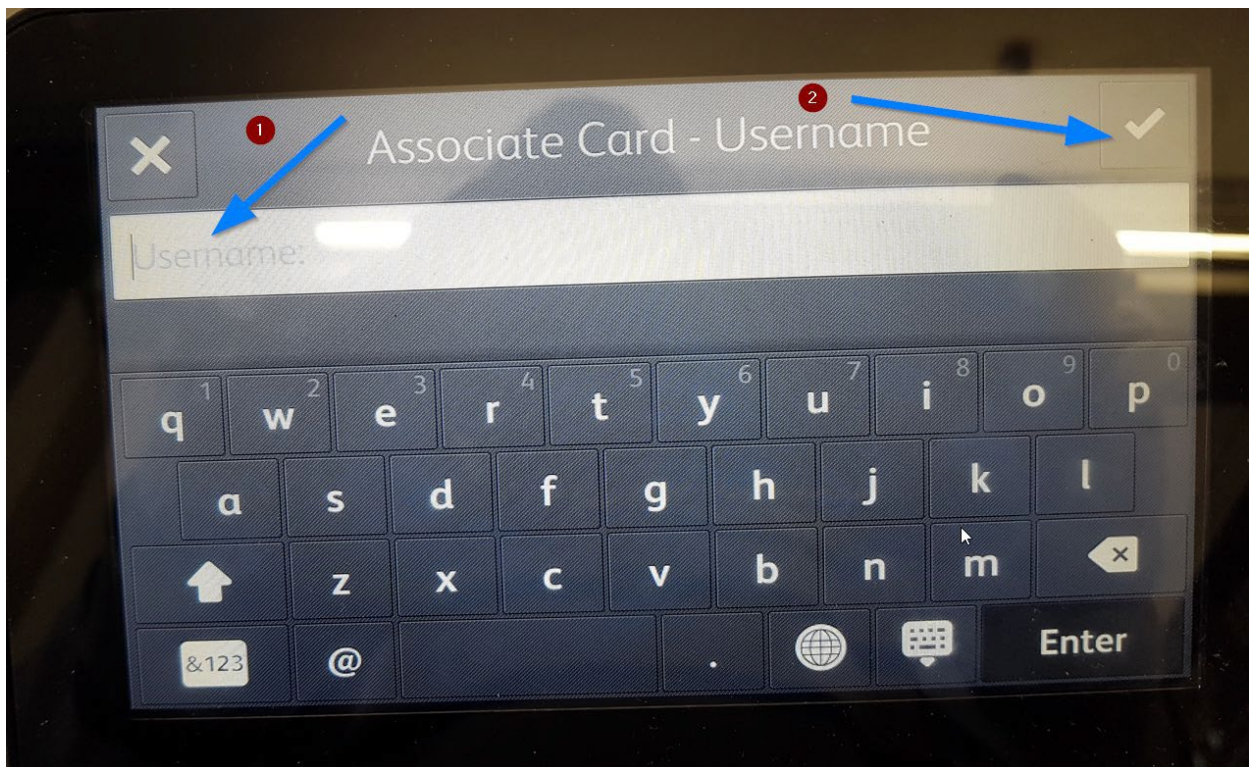 1 2
Associate Card - Username
Username:
q 1 w 2 e 3 r 4 t 5 y 6 u 7 i 8 o 9 p 0
a s d f g h j k l
z x c v b n m
&123 @ . Enter